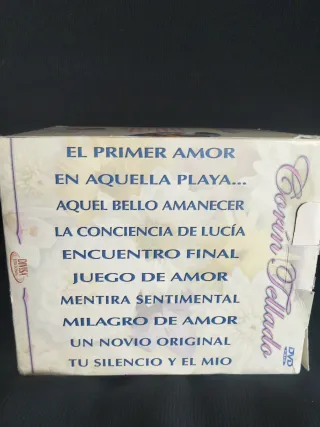 EL PRIMER AMOR
EN AQUELLA PLAYA...
AQUEL BELLO AMANECER
LA CONCIENCIA DE LUCÍA
ENCUENTRO FINAL
JUEGO DE AMOR
MENTIRA SENTIMENTAL
MILAGRO DE AMOR
UN NOVIO ORIGINAL
TU SILENCIO Y EL MIO
Corín Tellado
DVD